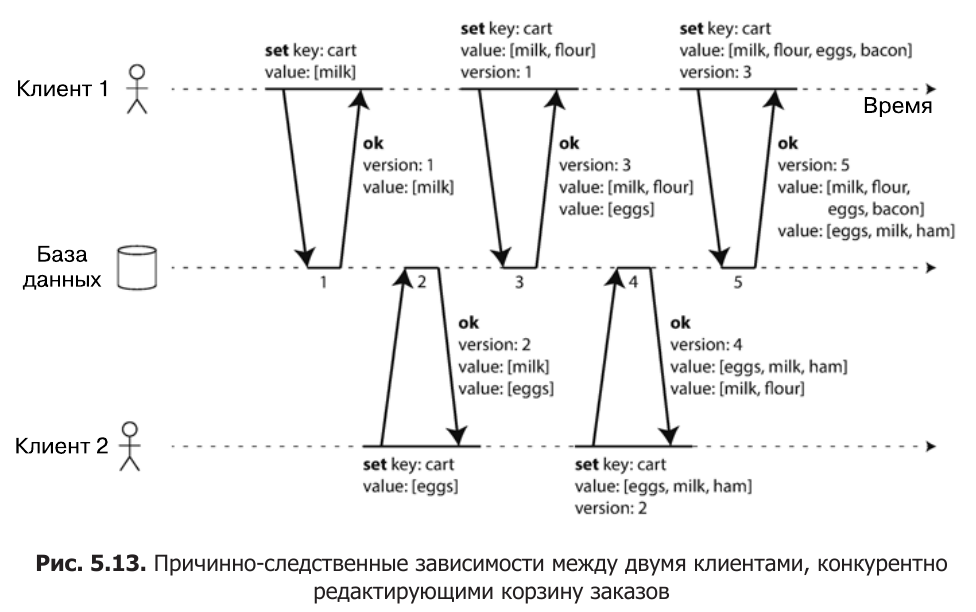 set key: cart
value: [milk]
set key: cart
value: [milk, flour]
version: 1
set key: cart
value: [milk, flour, eggs, bacon]
version: 3
Клиент 1
Время
ok
version: 1
value: [milk]
ok
version: 3
value: [milk, flour]
value: [eggs]
ok
version: 5
value: [milk, flour,
eggs, bacon]
value: [eggs, milk, ham]
База
данных
1
2
3
4
5
ok
version: 2
value: [milk]
value: [eggs]
ok
version: 4
value: [eggs, milk, ham]
value: [milk, flour]
Клиент 2
set key: cart
value: [eggs]
set key: cart
value: [eggs, milk, ham]
version: 2
Рис. 5.13. Причинно-следственные зависимости между двумя клиентами, конкурентно
редактирующими корзину заказов